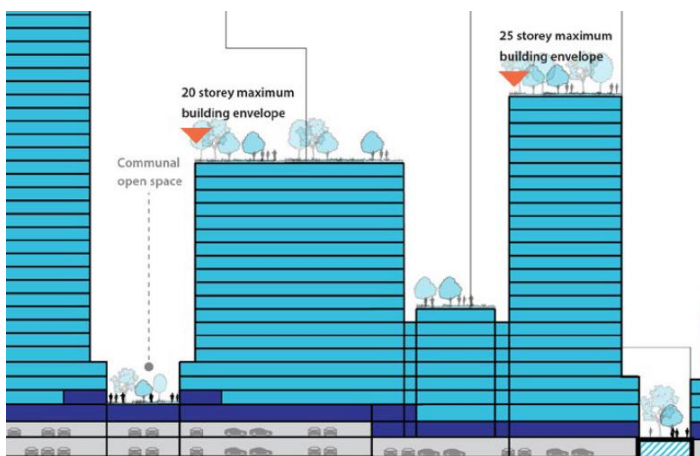 25 storey maximum
building envelope
20 storey maximum
building envelope
Communal
open space